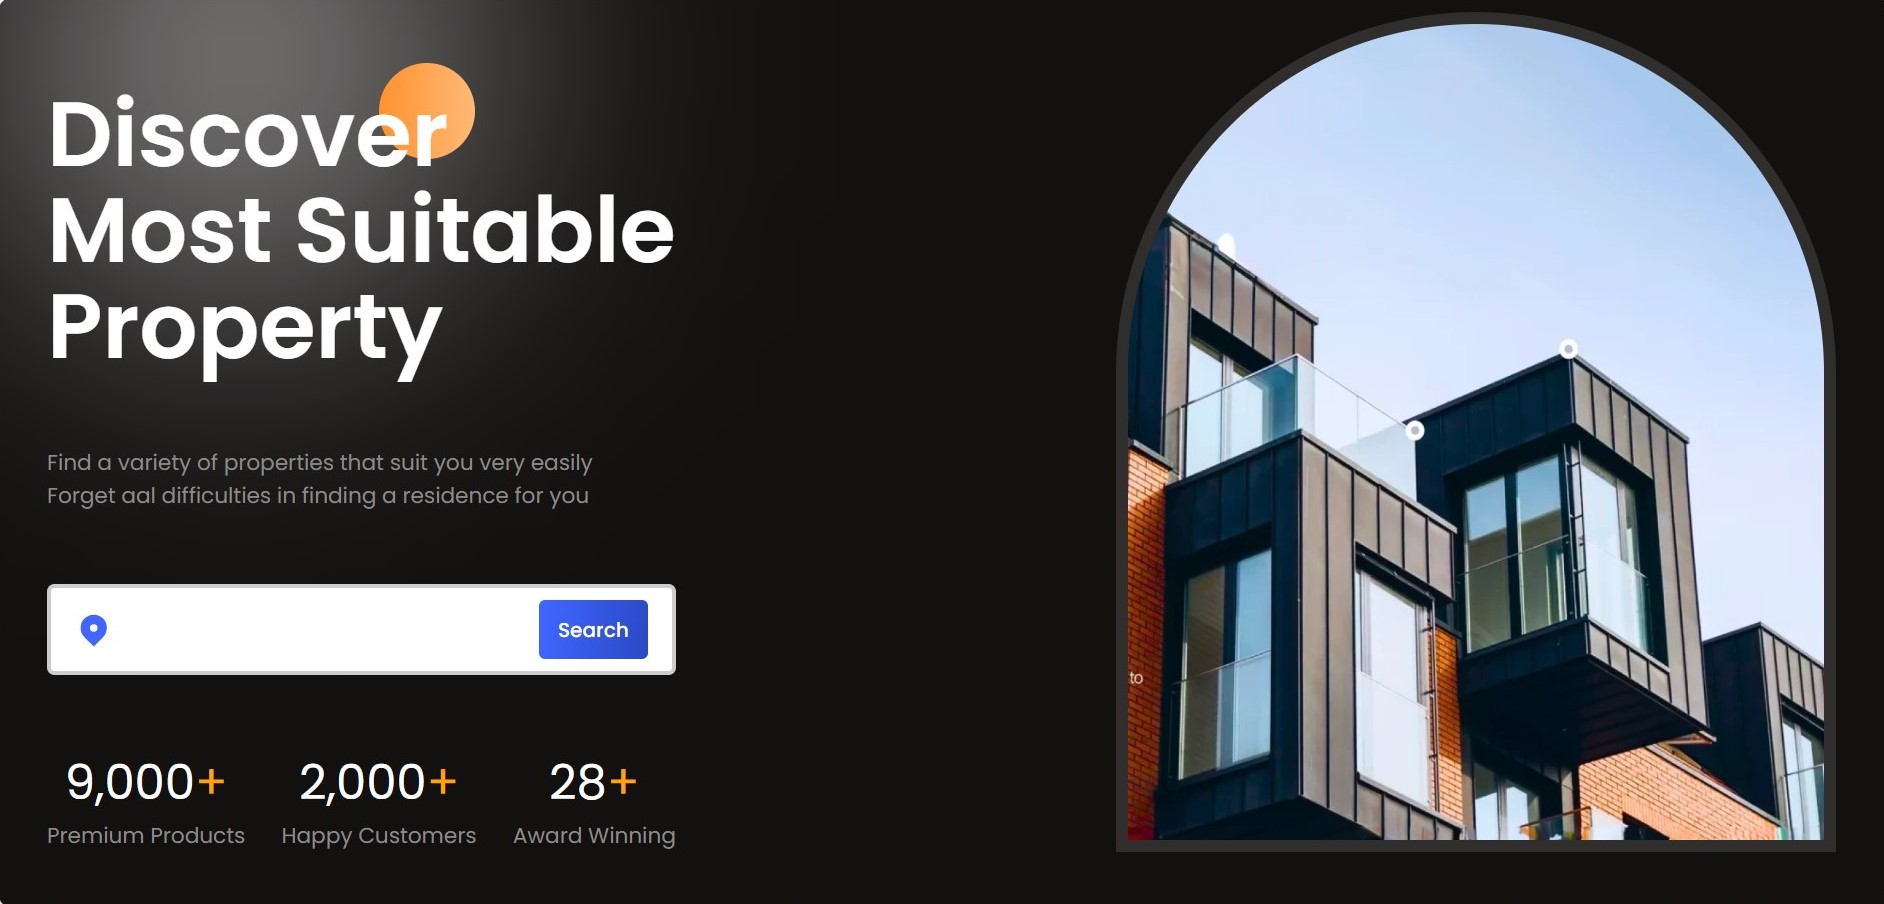 Discover
Most Suitable
Property
Find a variety of properties that suit you very easily
Forget aal difficulties in finding a residence for you
Search
9,000+ 2,000+ 28+
Premium Products Happy Customers Award Winning
to